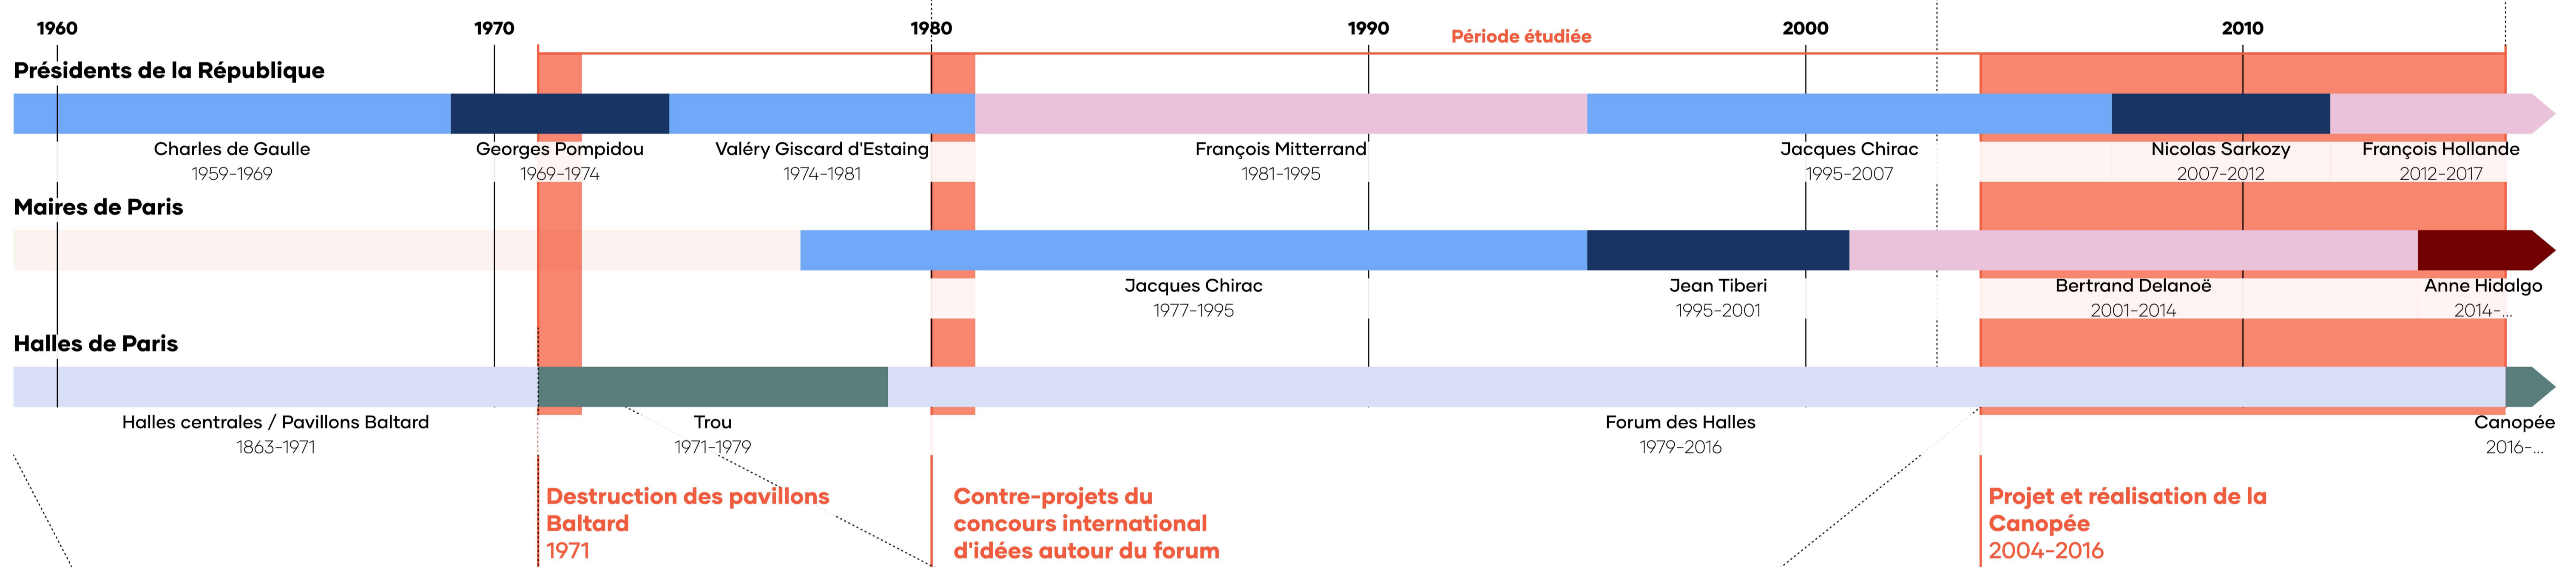 1960
1970
1980
1990
2000
2010
Période étudiée
Présidents de la République
Charles de Gaulle
1959-1969
Georges Pompidou
1969-1974
Valéry Giscard d'Estaing
1974-1981
François Mitterrand
1981-1995
Jacques Chirac
1995-2007
Nicolas Sarkozy
2007-2012
François Hollande
2012-2017
Maires de Paris
Jacques Chirac
1977-1995
Jean Tiberi
1995-2001
Bertrand Delanoë
2001-2014
Anne Hidalgo
2014-...
Halles de Paris
Halles centrales / Pavillons Baltard
1863-1971
Trou
1971-1979
Forum des Halles
1979-2016
Canopée
2016-...
Destruction des pavillons
Baltard
1971
Contre-projets du
concours international
d'idées autour du forum
Projet et réalisation de la
Canopée
2004-2016